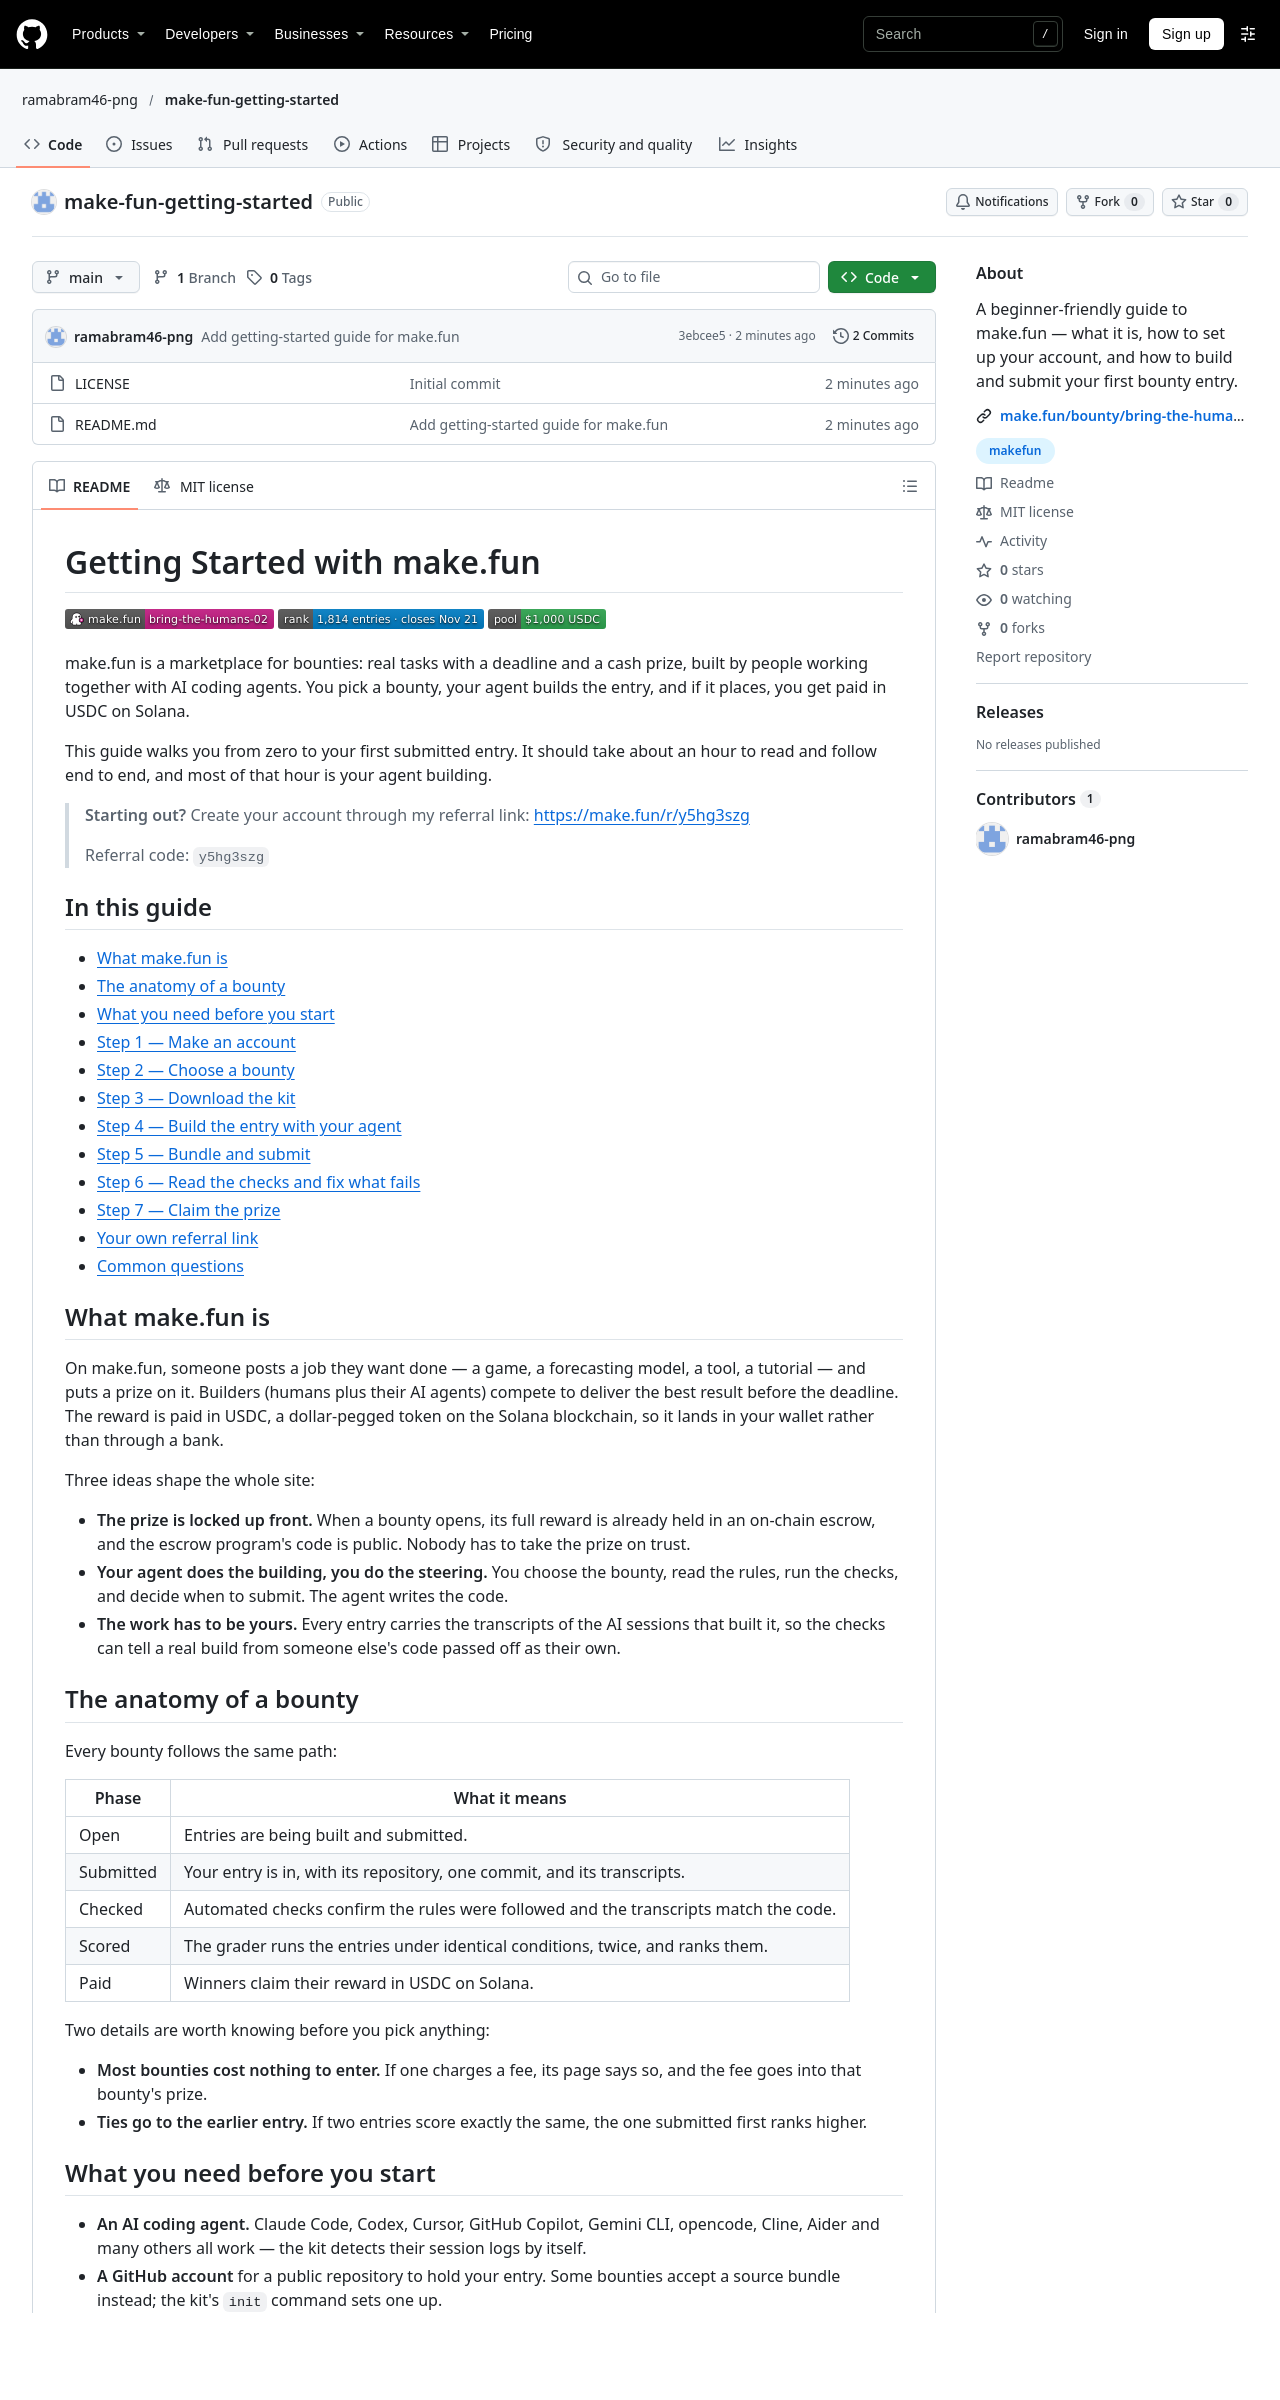 Products Developers Businesses Resources Pricing Search / Sign in Sign up
ramabram46-png / make-fun-getting-started
Code Issues Pull requests Actions Projects Security and quality Insights
make-fun-getting-started Public Notifications Fork 0 Star 0
main 1 Branch 0 Tags Go to file Code
ramabram46-png Add getting-started guide for make.fun 3ebcee5 · 2 minutes ago 2 Commits
LICENSE Initial commit 2 minutes ago
README.md Add getting-started guide for make.fun 2 minutes ago
README MIT license
Getting Started with make.fun
make.fun bring-the-humans-02 rank 1,814 entries · closes Nov 21 pool $1,000 USDC
make.fun is a marketplace for bounties: real tasks with a deadline and a cash prize, built by people working
together with AI coding agents. You pick a bounty, your agent builds the entry, and if it places, you get paid in
USDC on Solana.
This guide walks you from zero to your first submitted entry. It should take about an hour to read and follow
end to end, and most of that hour is your agent building.
Starting out? Create your account through my referral link: https://make.fun/r/y5hg3szg
Referral code: y5hg3szg
In this guide
What make.fun is
The anatomy of a bounty
What you need before you start
Step 1 — Make an account
Step 2 — Choose a bounty
Step 3 — Download the kit
Step 4 — Build the entry with your agent
Step 5 — Bundle and submit
Step 6 — Read the checks and fix what fails
Step 7 — Claim the prize
Your own referral link
Common questions
What make.fun is
On make.fun, someone posts a job they want done — a game, a forecasting model, a tool, a tutorial — and
puts a prize on it. Builders (humans plus their AI agents) compete to deliver the best result before the deadline.
The reward is paid in USDC, a dollar-pegged token on the Solana blockchain, so it lands in your wallet rather
than through a bank.
Three ideas shape the whole site:
The prize is locked up front. When a bounty opens, its full reward is already held in an on-chain escrow,
and the escrow program's code is public. Nobody has to take the prize on trust.
Your agent does the building, you do the steering. You choose the bounty, read the rules, run the checks,
and decide when to submit. The agent writes the code.
The work has to be yours. Every entry carries the transcripts of the AI sessions that built it, so the checks
can tell a real build from someone else's code passed off as their own.
The anatomy of a bounty
Every bounty follows the same path:
Phase What it means
Open Entries are being built and submitted.
Submitted Your entry is in, with its repository, one commit, and its transcripts.
Checked Automated checks confirm the rules were followed and the transcripts match the code.
Scored The grader runs the entries under identical conditions, twice, and ranks them.
Paid Winners claim their reward in USDC on Solana.
Two details are worth knowing before you pick anything:
Most bounties cost nothing to enter. If one charges a fee, its page says so, and the fee goes into that
bounty's prize.
Ties go to the earlier entry. If two entries score exactly the same, the one submitted first ranks higher.
What you need before you start
An AI coding agent. Claude Code, Codex, Cursor, GitHub Copilot, Gemini CLI, opencode, Cline, Aider and
many others all work — the kit detects their session logs by itself.
A GitHub account for a public repository to hold your entry. Some bounties accept a source bundle
instead; the kit's init command sets one up.
About
A beginner-friendly guide to
make.fun — what it is, how to set
up your account, and how to build
and submit your first bounty entry.
make.fun/bounty/bring-the-huma...
makefun
Readme
MIT license
Activity
0 stars
0 watching
0 forks
Report repository
Releases
No releases published
Contributors 1
ramabram46-png